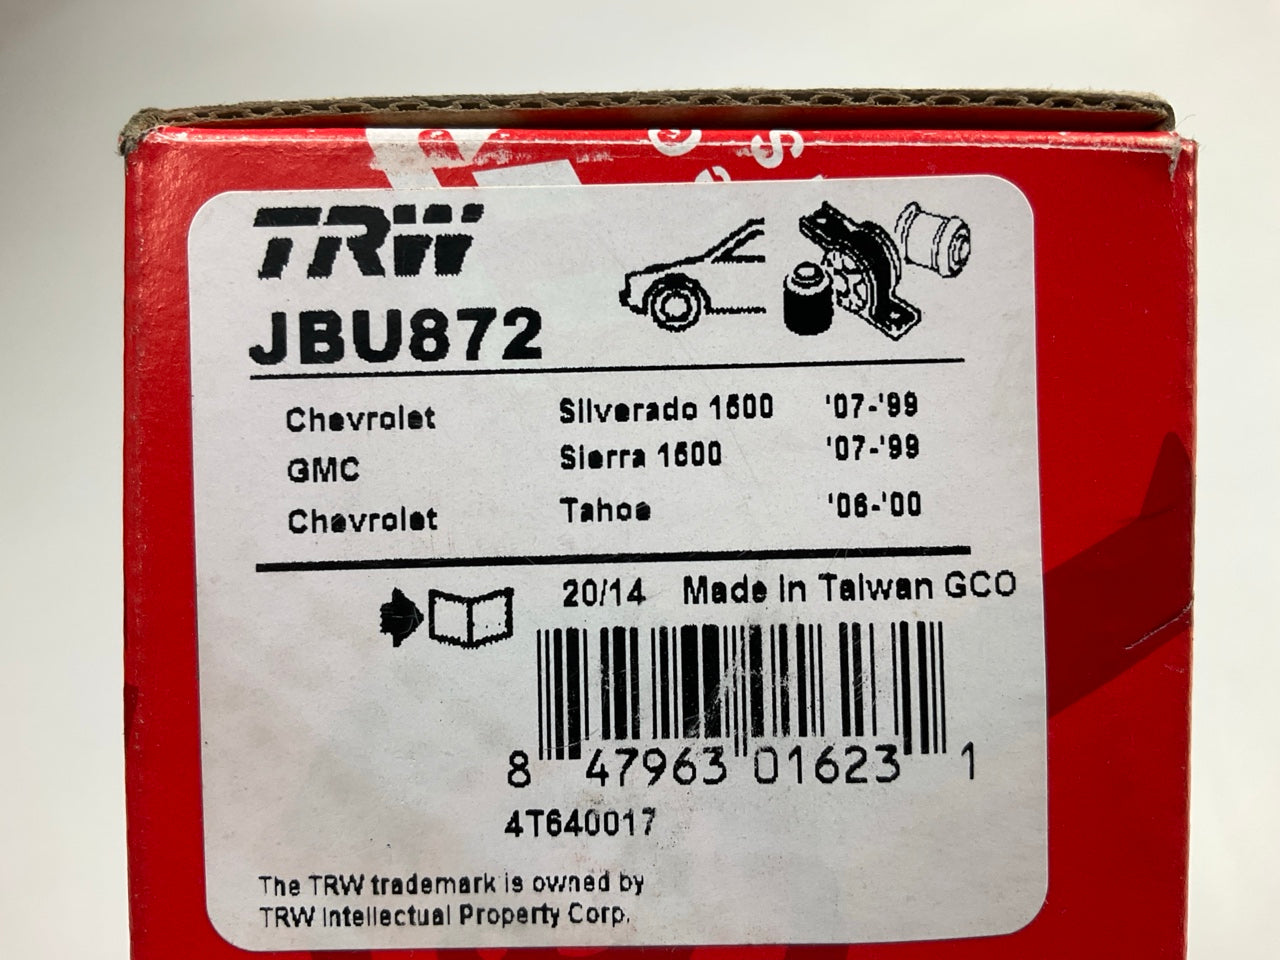 TRW
JBU872
Chevrolet Silverado 1500 '07-'99
GMC Sierra 1500 '07-'99
Chevrolet Tahoe '06-'00
20/14 Made In Taiwan GCO
8 47963 01623 1
4T640017
The TRW trademark is owned by
TRW Intellectual Property Corp.